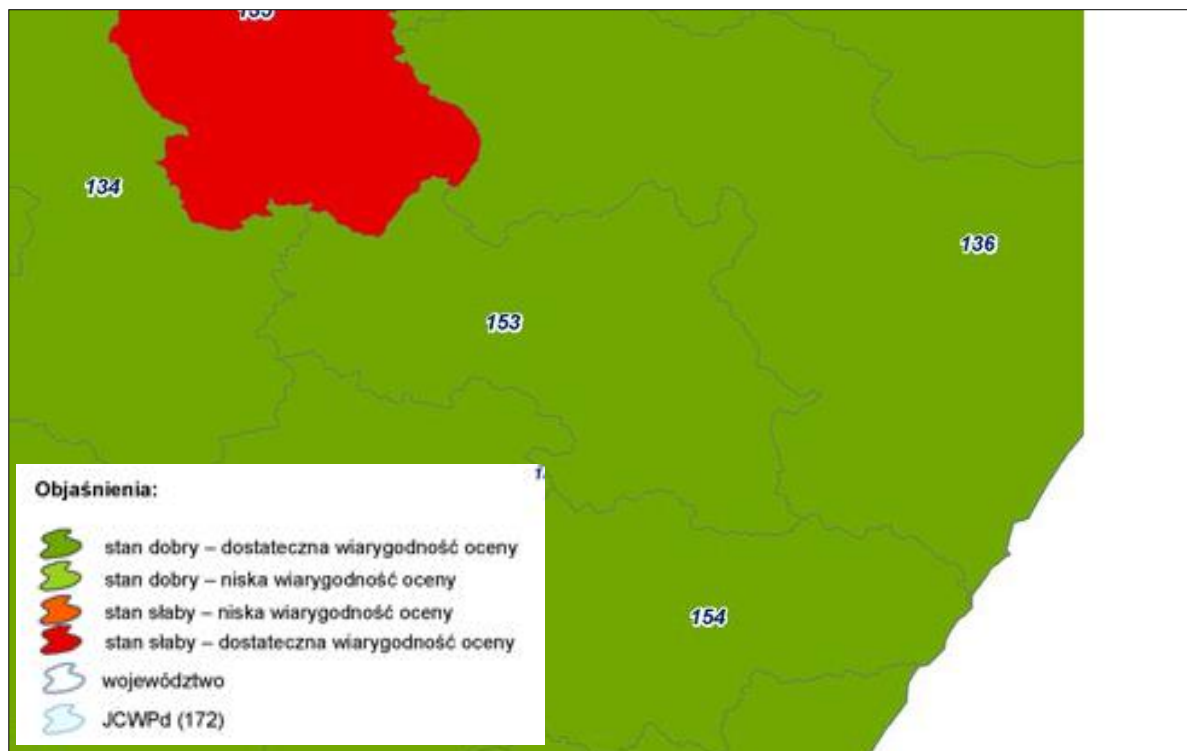 134
136
153
Objaśnienia:
stan dobry – dostateczna wiarygodność oceny
stan dobry – niska wiarygodność oceny
stan słaby – niska wiarygodność oceny
stan słaby – dostateczna wiarygodność oceny
województwo
JCWPd (172)
154